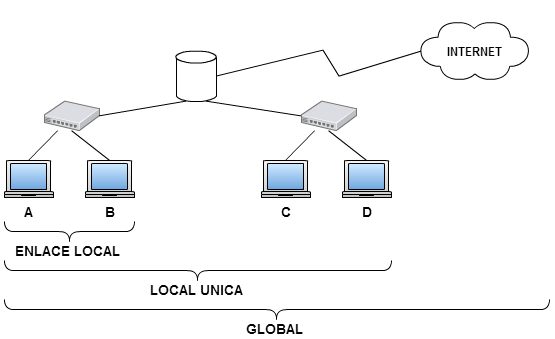 INTERNET
A B C D
ENLACE LOCAL
LOCAL UNICA
GLOBAL